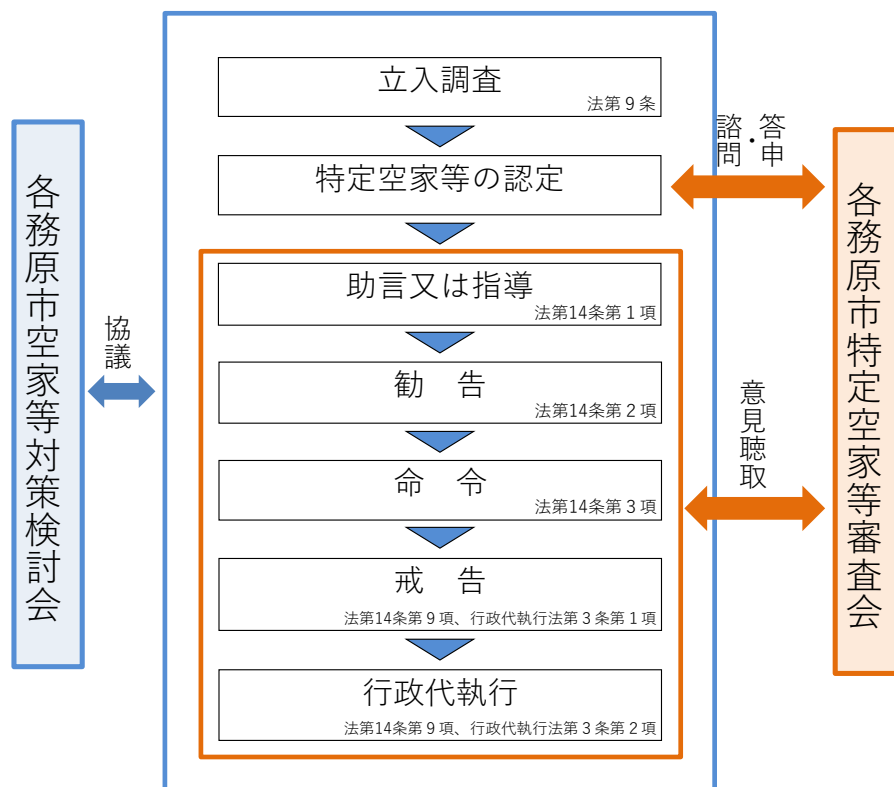 各務原市空家等対策検討会
協議
立入調査
法第9条
特定空家等の認定
助言又は指導
法第14条第1項
勧　告
法第14条第2項
命　令
法第14条第3項
戒　告
法第14条第9項、行政代執行法第3条第1項
行政代執行
法第14条第9項、行政代執行法第3条第2項
諮問・答申
意見聴取
各務原市特定空家等審査会